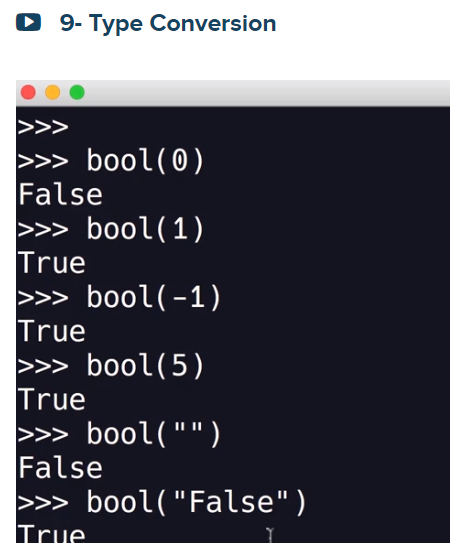 9- Type Conversion
>>>
>>> bool(0)
False
>>> bool(1)
True
>>> bool(-1)
True
>>> bool(5)
True
>>> bool("")
False
>>> bool("False")
True